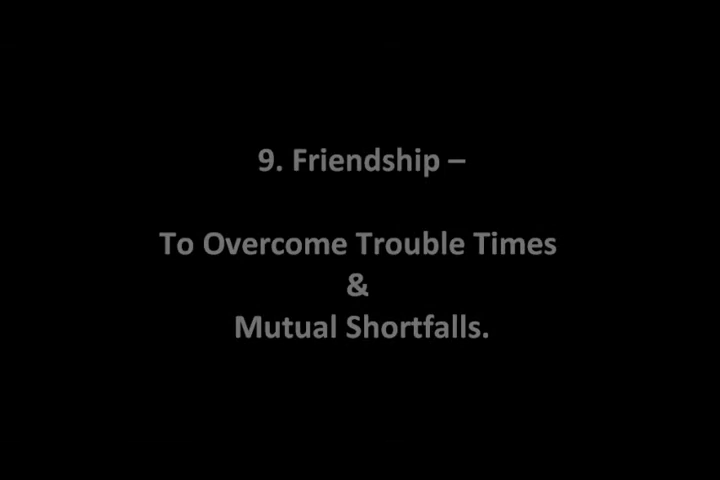 9. Friendship –
To Overcome Trouble Times
&
Mutual Shortfalls.